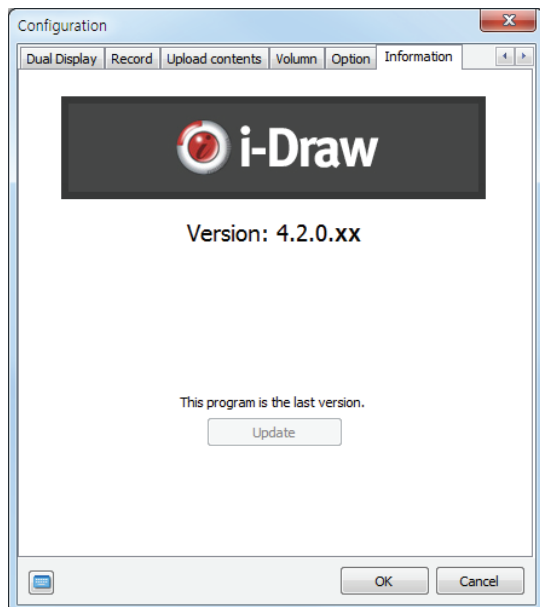 Configuration
Dual Display Record Upload contents Volumn Option Information
i-Draw
Version: 4.2.0.xx
This program is the last version.
Update
OK Cancel